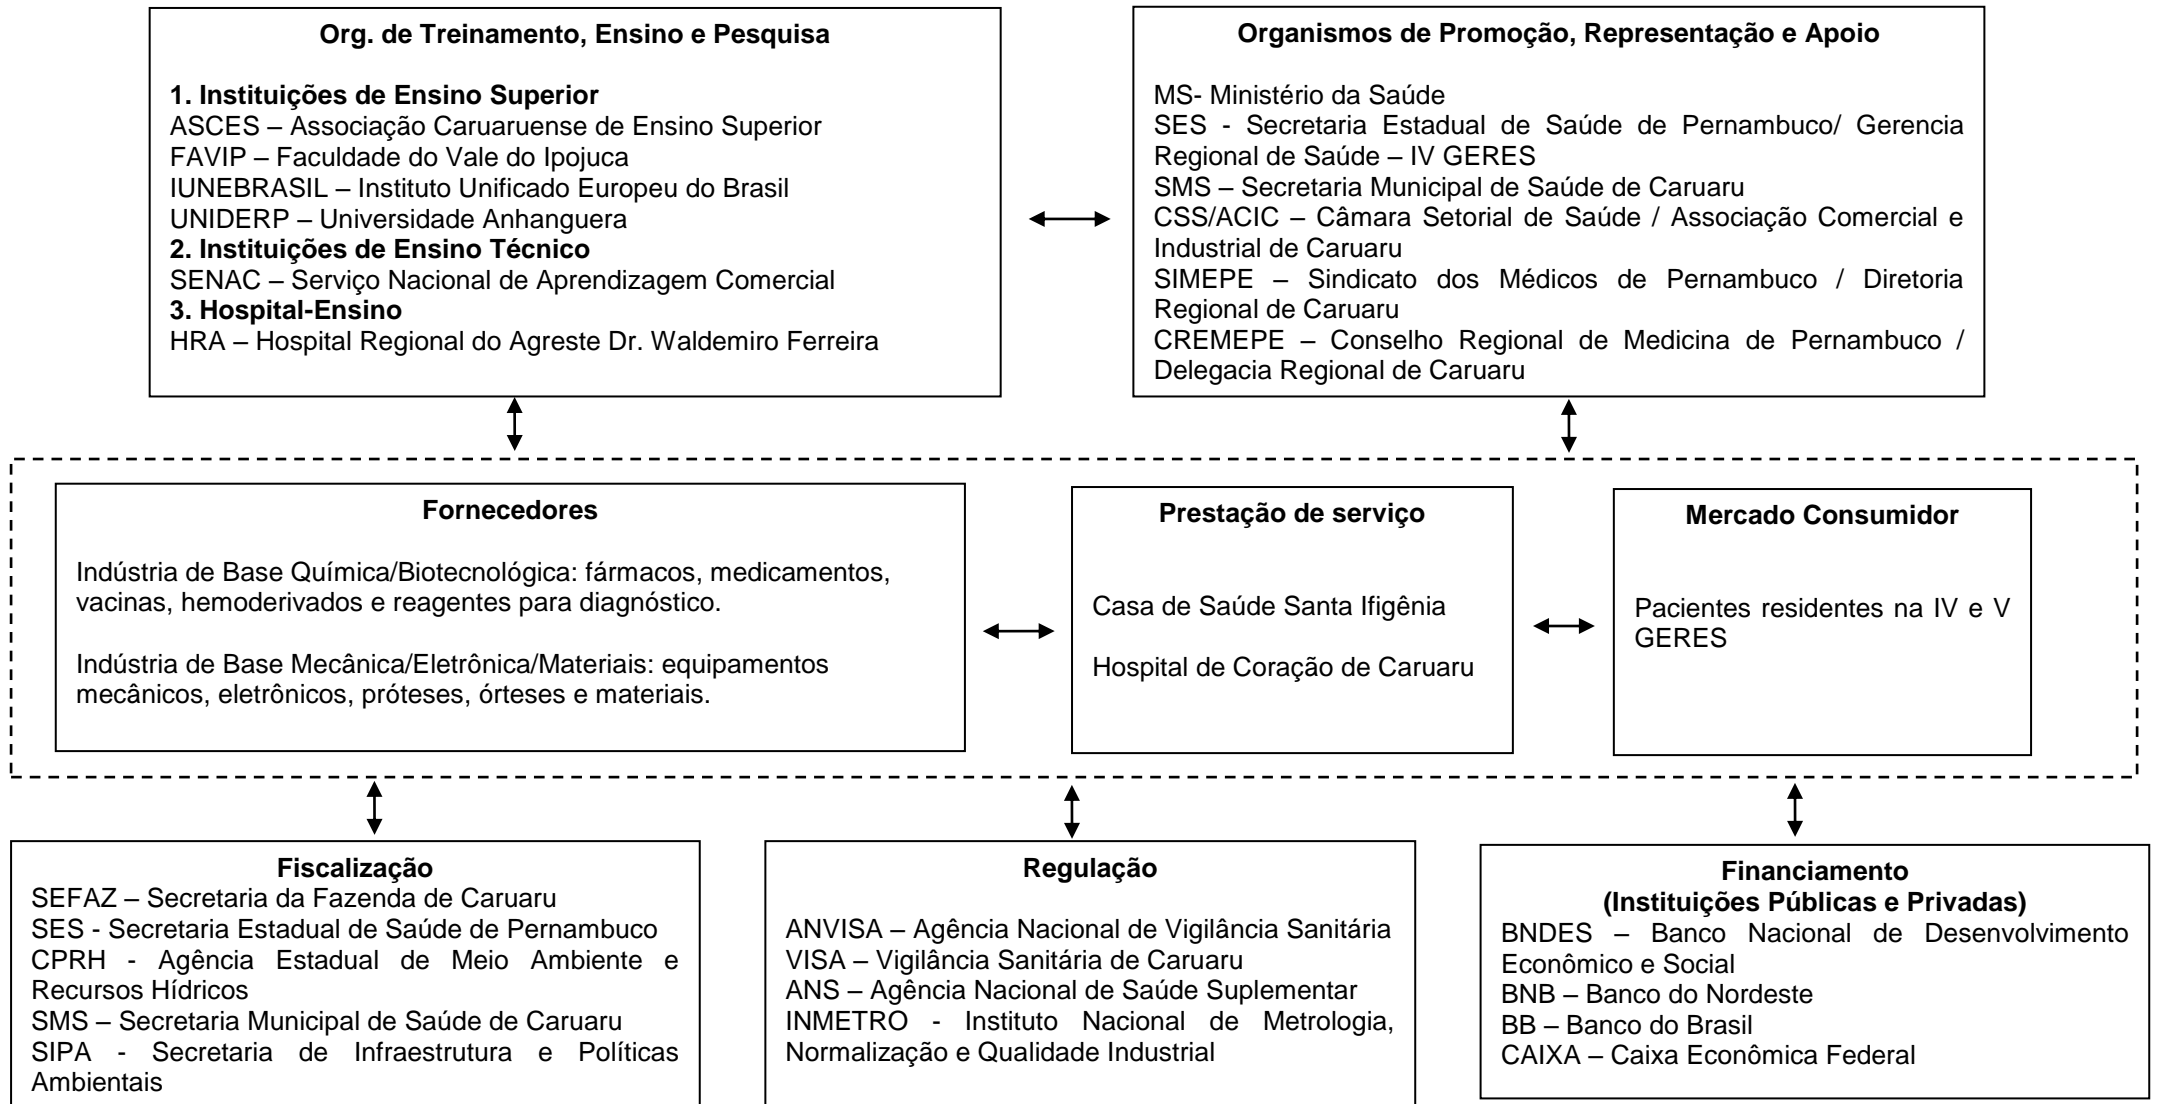 Org. de Treinamento, Ensino e Pesquisa
1. Instituições de Ensino Superior
ASCES – Associação Caruaruense de Ensino Superior
FAVIP – Faculdade do Vale do Ipojuca
IUNEBRASIL – Instituto Unificado Europeu do Brasil
UNIDERP – Universidade Anhanguera
2. Instituições de Ensino Técnico
SENAC – Serviço Nacional de Aprendizagem Comercial
3. Hospital-Ensino
HRA – Hospital Regional do Agreste Dr. Waldemiro Ferreira
Organismos de Promoção, Representação e Apoio
MS- Ministério da Saúde
SES - Secretaria Estadual de Saúde de Pernambuco/ Gerencia
Regional de Saúde – IV GERES
SMS – Secretaria Municipal de Saúde de Caruaru
CSS/ACIC – Câmara Setorial de Saúde / Associação Comercial e
Industrial de Caruaru
SIMEPE – Sindicato dos Médicos de Pernambuco / Diretoria
Regional de Caruaru
CREMEPE – Conselho Regional de Medicina de Pernambuco /
Delegacia Regional de Caruaru
Fornecedores
Indústria de Base Química/Biotecnológica: fármacos, medicamentos,
vacinas, hemoderivados e reagentes para diagnóstico.
Indústria de Base Mecânica/Eletrônica/Materiais: equipamentos
mecânicos, eletrônicos, próteses, órteses e materiais.
Prestação de serviço
Casa de Saúde Santa Ifigênia
Hospital de Coração de Caruaru
Mercado Consumidor
Pacientes residentes na IV e V
GERES
Fiscalização
SEFAZ – Secretaria da Fazenda de Caruaru
SES - Secretaria Estadual de Saúde de Pernambuco
CPRH - Agência Estadual de Meio Ambiente e
Recursos Hídricos
SMS – Secretaria Municipal de Saúde de Caruaru
SIPA - Secretaria de Infraestrutura e Políticas
Ambientais
Regulação
ANVISA – Agência Nacional de Vigilância Sanitária
VISA – Vigilância Sanitária de Caruaru
ANS – Agência Nacional de Saúde Suplementar
INMETRO - Instituto Nacional de Metrologia,
Normalização e Qualidade Industrial
Financiamento
(Instituições Públicas e Privadas)
BNDES – Banco Nacional de Desenvolvimento
Econômico e Social
BNB – Banco do Nordeste
BB – Banco do Brasil
CAIXA – Caixa Econômica Federal